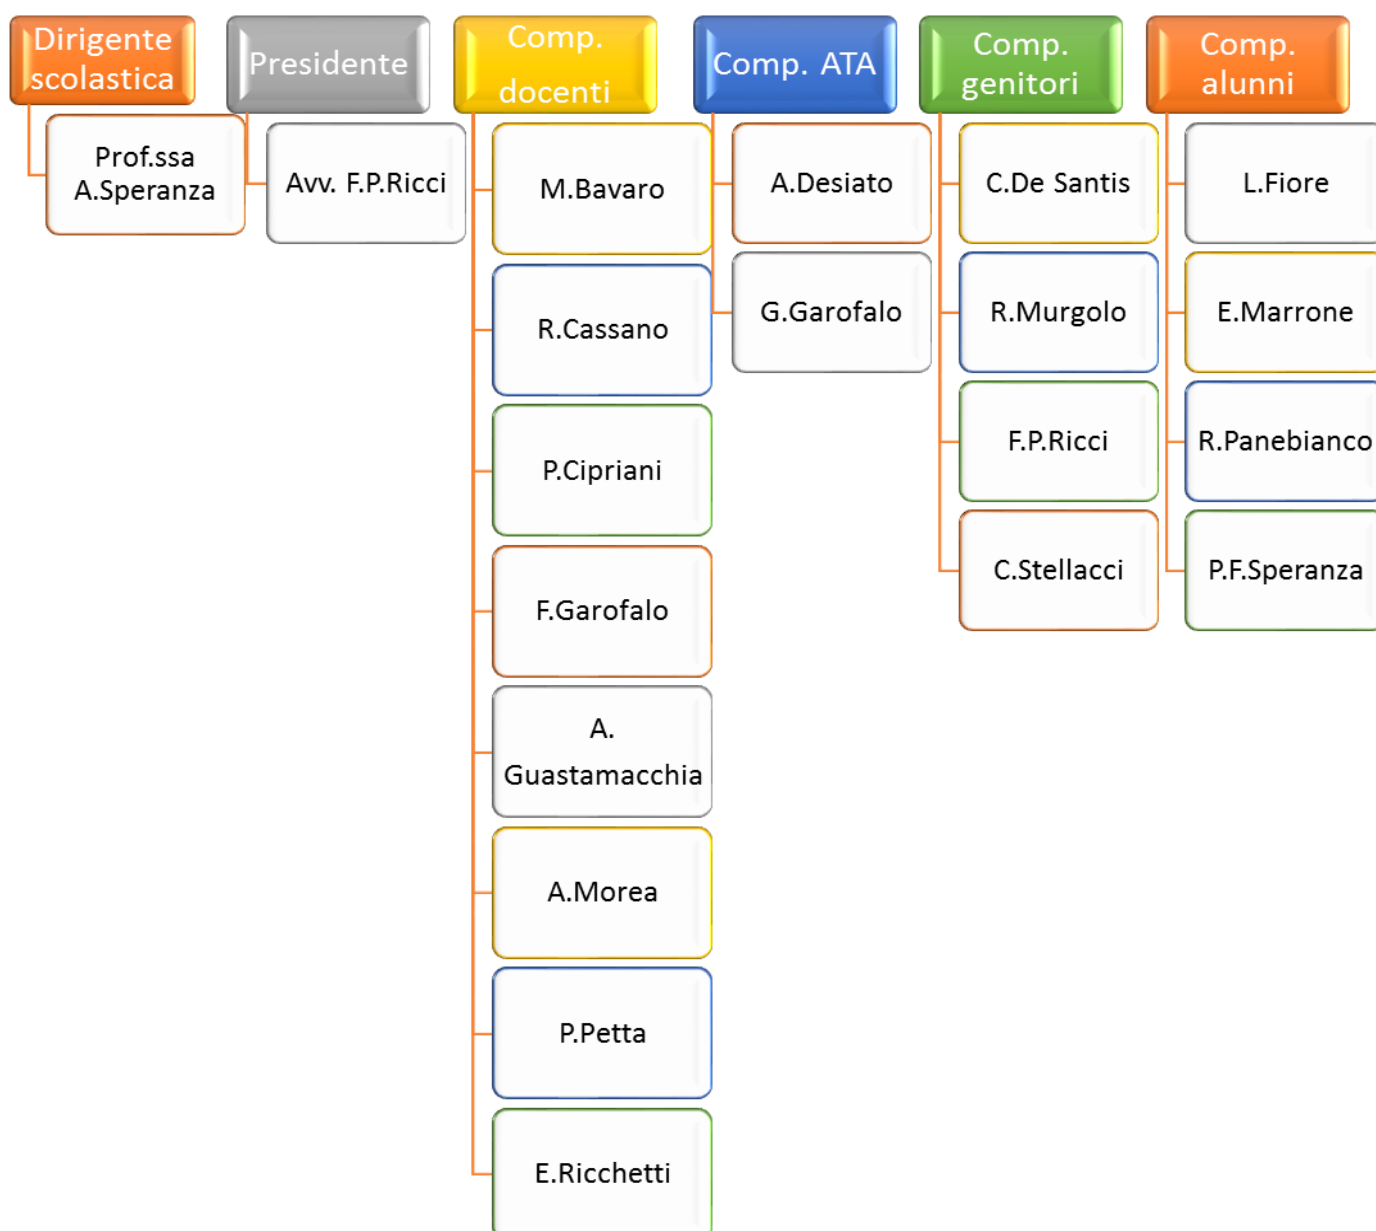 Dirigente
scolastica
Prof.ssa
A.Speranza
Presidente
Avv. F.P.Ricci
Comp.
docenti
M.Bavaro
R.Cassano
P.Cipriani
F.Garofalo
A.
Guastamacchia
A.Morea
P.Petta
E.Ricchetti
Comp. ATA
A.Desiato
G.Garofalo
Comp.
genitori
C.De Santis
R.Murgolo
F.P.Ricci
C.Stellacci
Comp.
alunni
L.Fiore
E.Marrone
R.Panebianco
P.F.Speranza